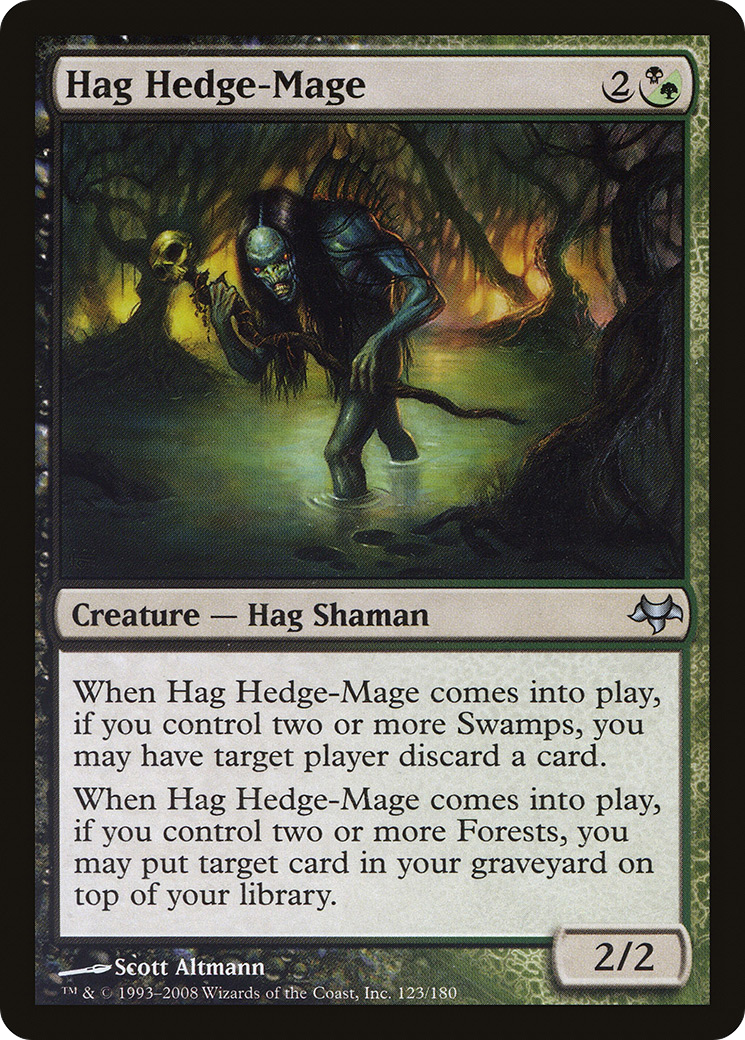 Hag Hedge-Mage 2
Creature — Hag Shaman
When Hag Hedge-Mage comes into play,
if you control two or more Swamps, you
may have target player discard a card.
When Hag Hedge-Mage comes into play,
if you control two or more Forests, you
may put target card in your graveyard on
top of your library.
2/2
Scott Altmann
™ & © 1993–2008 Wizards of the Coast, Inc. 123/180